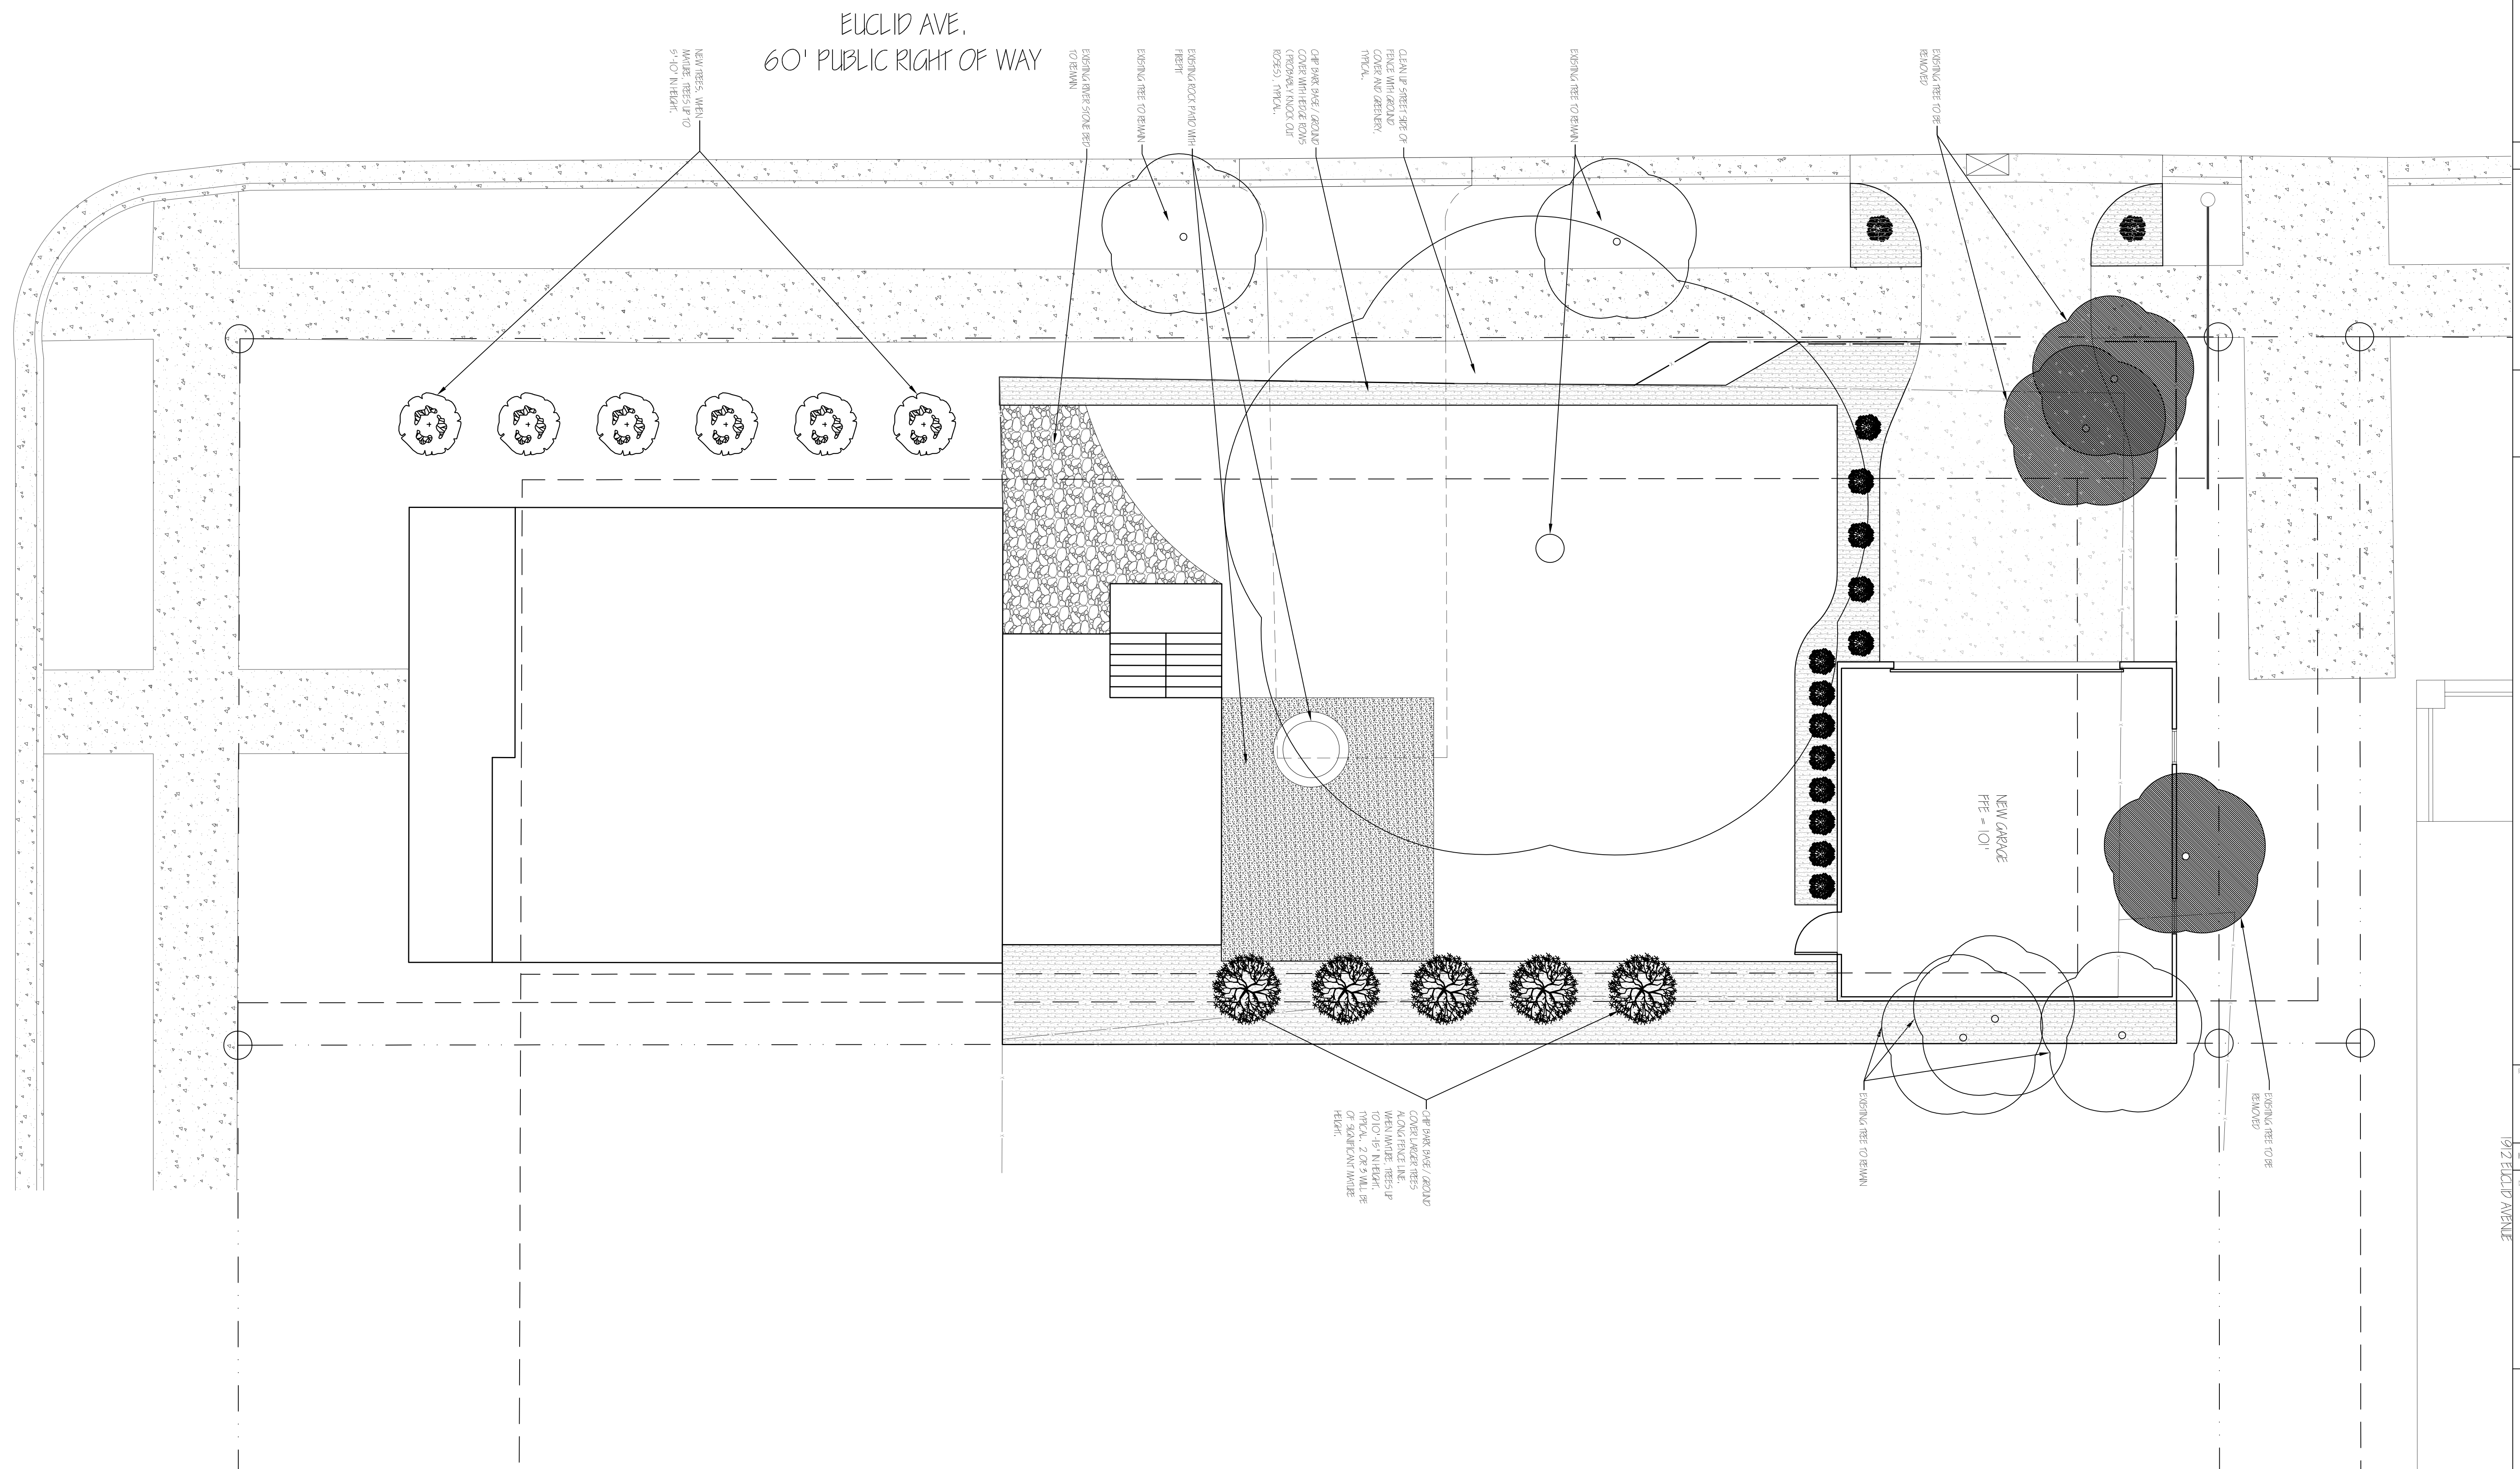 EUCLID AVE.
60' PUBLIC RIGHT OF WAY
NEW TREES. WHEN
MATURE, TREES UP TO
5'-10' IN HEIGHT.
EXISTING RIVER STONE BED
TO REMAIN
EXISTING TREE TO REMAIN
EXISTING ROCK PATIO WITH
FIREPIT
CHIP BARK BASE / GROUND
COVER WITH HEDGE ROWS
(PROBABLY KNOCK OUT
ROSES), TYPICAL.
CLEAN UP STREET SIDE OF
FENCE WITH GROUND
COVER AND GREENERY,
TYPICAL.
EXISTING TREE TO REMAIN
EXISTING TREE TO BE
REMOVED
NEW GARAGE
FFE = 101'
CHIP BARK BASE / GROUND
COVER LARGER TREES
ALONG FENCE LINE.
WHEN MATURE, TREES UP
TO 10'-15' IN HEIGHT,
TYPICAL. 2 OR 3 WILL BE
OF SIGNIFICANT MATURE
HEIGHT.
EXISTING TREE TO REMAIN
EXISTING TREE TO BE
REMOVED
1912 EUCLID AVENUE